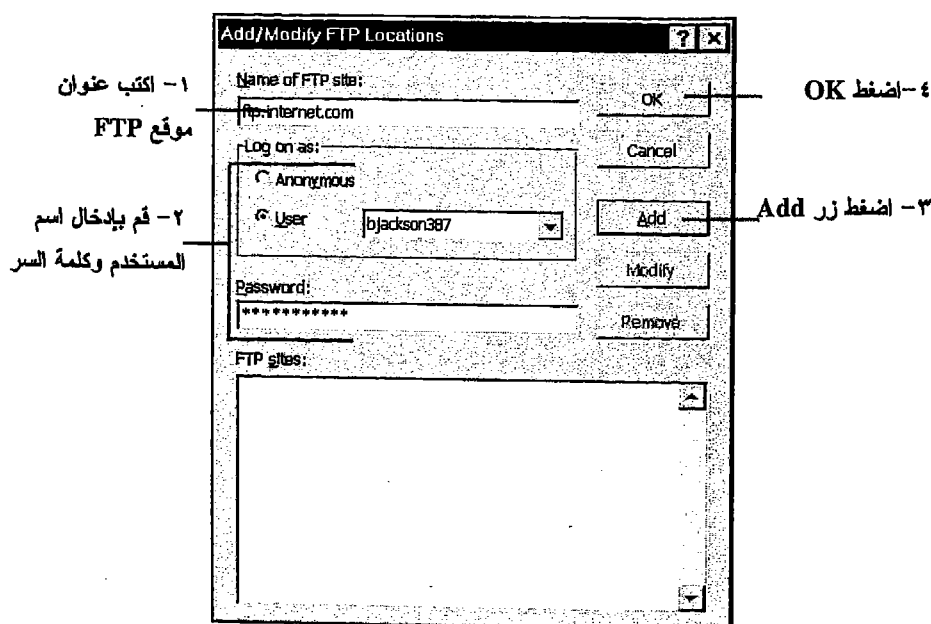 Add/Modify FTP Locations
١- اكتب عنوان
موقع FTP
Name of FTP site:
ftp.internet.com
OK
٤- اضغط OK
Log on as:
Anonymous
Cancel
٢- قم بإدخال اسم
المستخدم وكلمة السر
User
bjackson387
Add
٣- اضغط زر Add
Modify
Password:
***********
Remove
FTP sites: